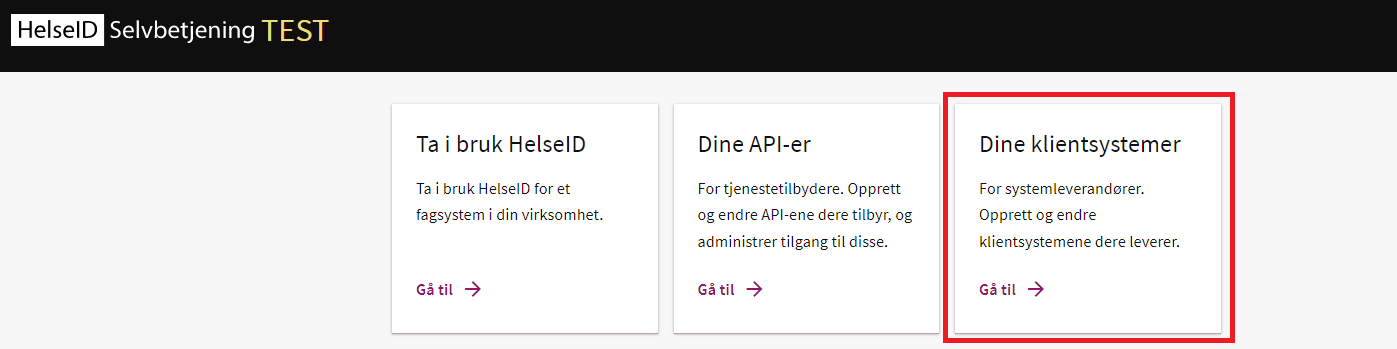 HelseID Selvbetjening TEST
Ta i bruk HelseID
Ta i bruk HelseID for et
fagsystem i din virksomhet.
Gå til
Dine API-er
For tjenestetilbydere. Opprett
og endre API-ene dere tilbyr, og
administrer tilgang til disse.
Gå til
Dine klientsystemer
For systemleverandører.
Opprett og endre
klientsystemene dere leverer.
Gå til